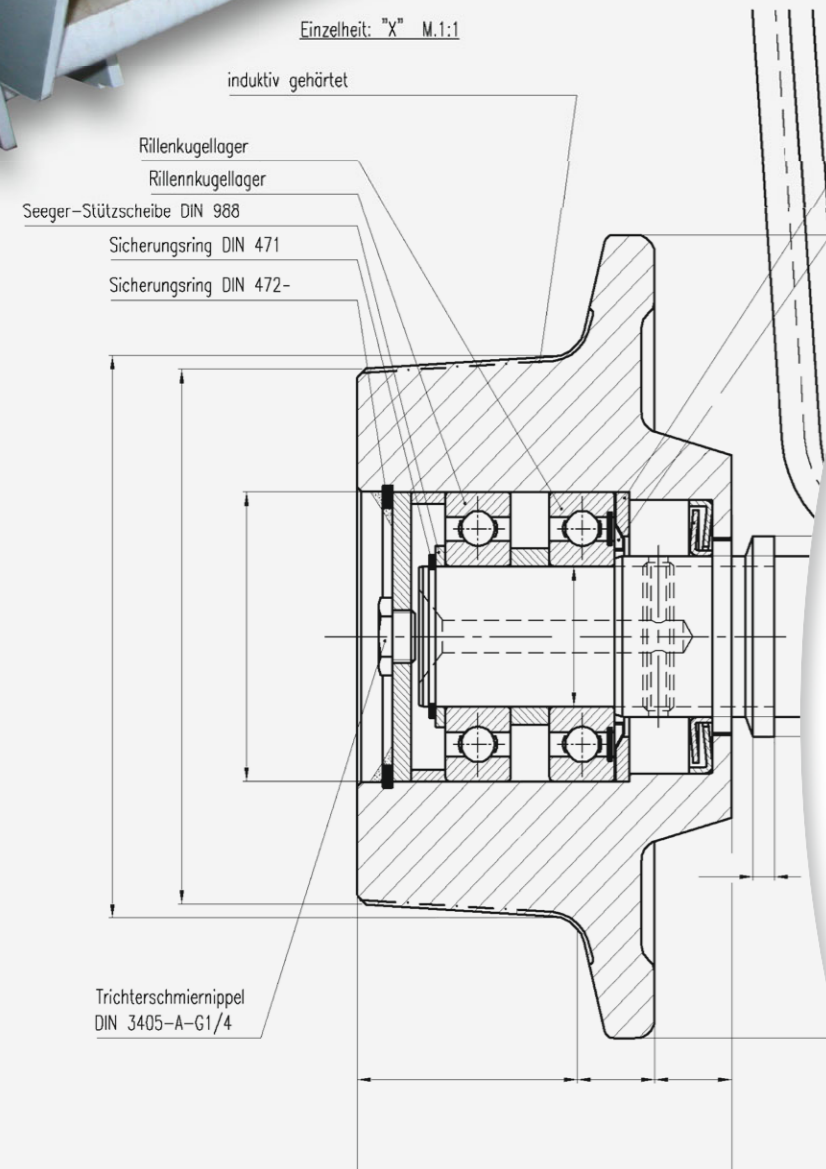 Einzelheit: "X" M.1:1
induktiv gehärtet
Rillenkugellager
Rillennkugellager
Seeger-Stützscheibe DIN 988
Sicherungsring DIN 471
Sicherungsring DIN 472-
Trichterschmiernippel
DIN 3405-A-G1/4